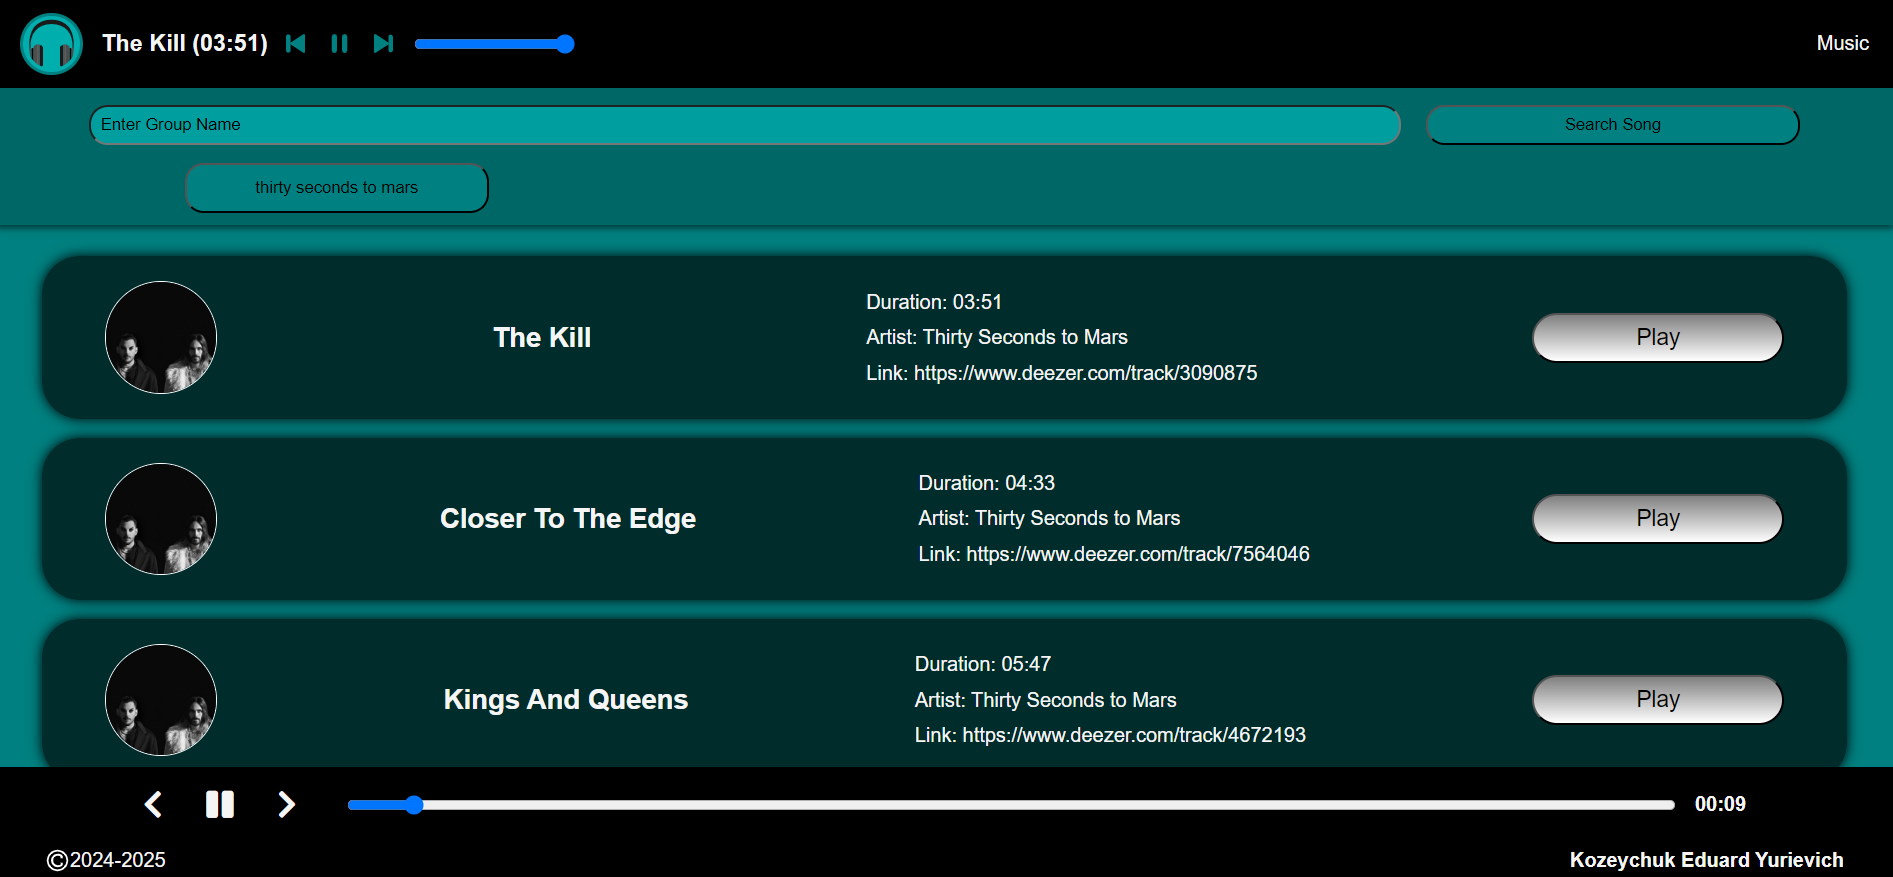 The Kill (03:51)
Music
Enter Group Name
Search Song
thirty seconds to mars
The Kill
Duration: 03:51
Artist: Thirty Seconds to Mars
Link: https://www.deezer.com/track/3090875
Play
Closer To The Edge
Duration: 04:33
Artist: Thirty Seconds to Mars
Link: https://www.deezer.com/track/7564046
Play
Kings And Queens
Duration: 05:47
Artist: Thirty Seconds to Mars
Link: https://www.deezer.com/track/4672193
Play
00:09
©2024-2025
Kozeychuk Eduard Yurievich